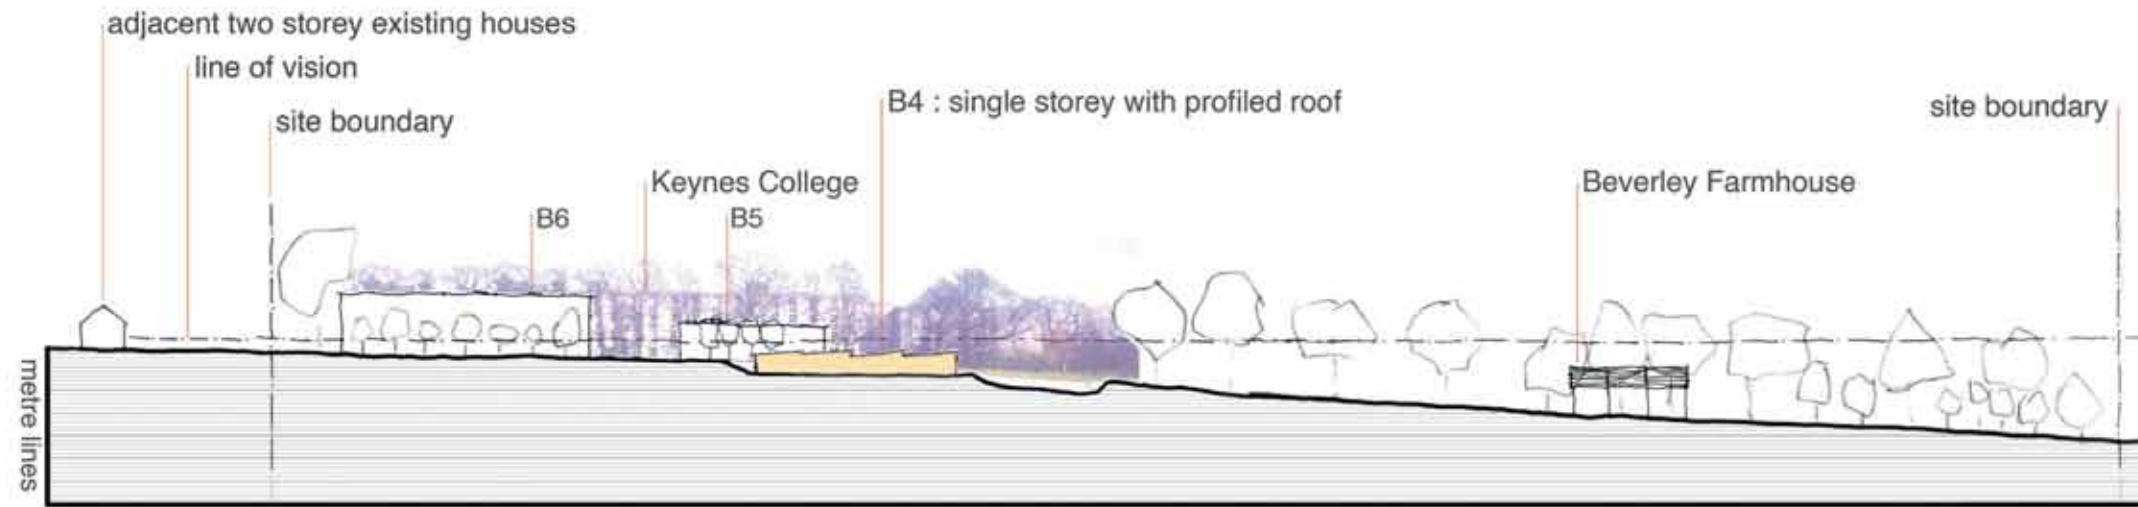 adjacent two storey existing houses
line of vision
site boundary
B4 : single storey with profiled roof
site boundary
Keynes College
B6
B5
Beverley Farmhouse
metre lines